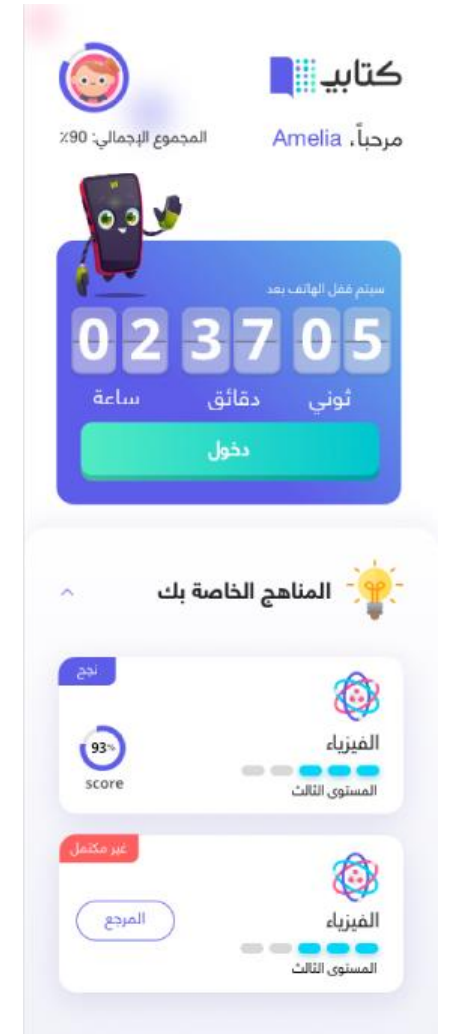 كتابي
مرحباً، Amelia
المجموع الإجمالي: 90٪
سيتم قفل الهاتف بعد
02 37 05
ساعة دقائق ثوني
دخول
المناهج الخاصة بك
نجح
الفيزياء
93%
score
المستوى الثالث
غير مكتمل
الفيزياء
المرجع
المستوى الثالث